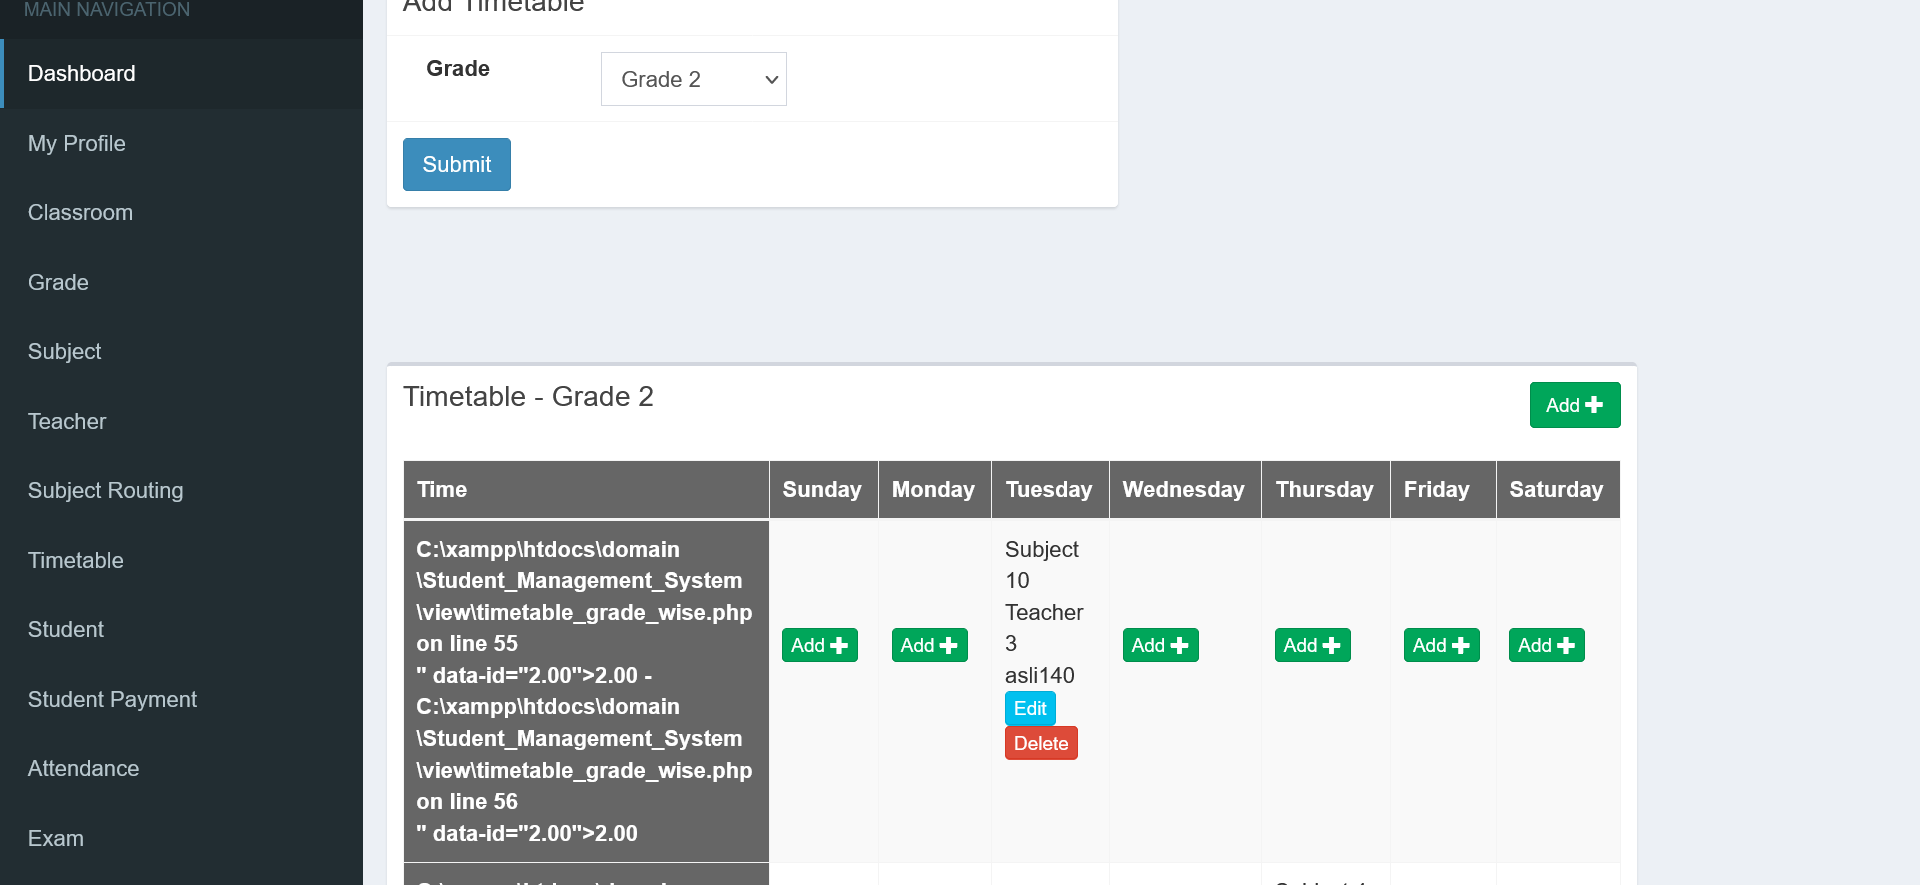 MAIN NAVIGATION
Dashboard
My Profile
Classroom
Grade
Subject
Teacher
Subject Routing
Timetable
Student
Student Payment
Attendance
Exam
Add Timetable
Grade
Grade 2
Submit
Timetable - Grade 2
Add
Time Sunday Monday Tuesday Wednesday Thursday Friday Saturday
C:\xampp\htdocs\domain
\Student_Management_System
\view\timetable_grade_wise.php
on line 55
" data-id="2.00">2.00 -
C:\xampp\htdocs\domain
\Student_Management_System
\view\timetable_grade_wise.php
on line 56
" data-id="2.00">2.00
Add
Add
Subject
10
Teacher
3
asli140
Edit
Delete
Add
Add
Add
Add